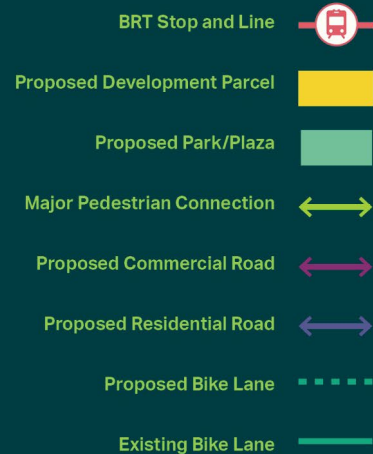 BRT Stop and Line
Proposed Development Parcel
Proposed Park/Plaza
Major Pedestrian Connection
Proposed Commercial Road
Proposed Residential Road
Proposed Bike Lane
Existing Bike Lane